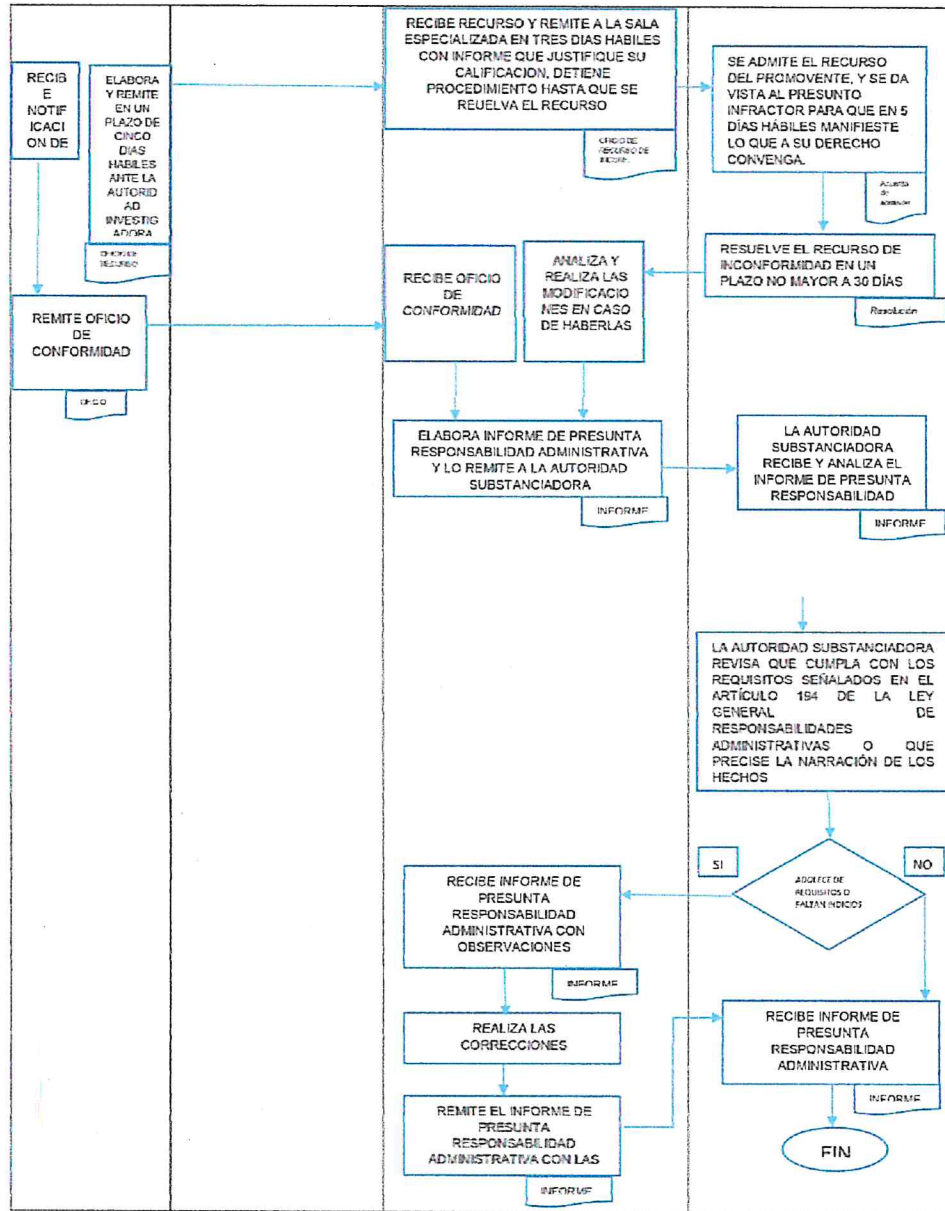 RECIB
E
NOTIF
ICACI
ON DE
ELABORA
Y REMITE
EN UN
PLAZO DE
CINCO
DIAS
HABILES
ANTE LA
AUTORID
AD
INVESTIG
ADORA
OFICIO DE
RECURSO
RECIBE RECURSO Y REMITE A LA SALA
ESPECIALIZADA EN TRES DIAS HABILES
CON INFORME QUE JUSTIFIQUE SU
CALIFICACION, DETIENE
PROCEDIMIENTO HASTA QUE SE
REUELVA EL RECURSO
OFICIO DE
RECURSO DE
SE ADMITE EL RECURSO
DEL PROMOVENTE, Y SE DA
VISTA AL PRESUNTO
INFRACTOR PARA QUE EN 5
DÍAS HÁBILES MANIFIESTE
LO QUE A SU DERECHO
CONVENGA.
de
REMITE OFICIO
DE
CONFORMIDAD
OFICIO
RECIBE OFICIO
DE
CONFORMIDAD
ANALIZA Y
REALIZA LAS
MODIFICACIO
NES EN CASO
DE HABERLAS
RESUELVE EL RECURSO DE
INCONFORMIDAD EN UN
PLAZO NO MAYOR A 30 DÍAS
Resolución
ELABORA INFORME DE PRESUNTA
RESPONSABILIDAD ADMINISTRATIVA
Y LO REMITE A LA AUTORIDAD
SUBSTANCIADORA
INFORME
LA AUTORIDAD
SUBSTANCIADORA
RECIBE Y ANALIZA EL
INFORME DE PRESUNTA
RESPONSABILIDAD
INFORME
LA AUTORIDAD SUBSTANCIADORA
REVISA QUE CUMPLA CON LOS
REQUISITOS SEÑALADOS EN EL
ARTÍCULO 194 DE LA LEY
GENERAL DE
RESPONSABILIDADES
ADMINISTRATIVAS O QUE
PRECISE LA NARRACIÓN DE LOS
HECHOS
SI
ADOLECE DE
REQUISITOS O
FALTAN INDICIOS
NO
RECIBE INFORME DE
PRESUNTA
RESPONSABILIDAD
ADMINISTRATIVA CON
OBSERVACIONES
INFORME
REALIZA LAS
CORRECCIONES
REMITE EL INFORME DE
PRESUNTA
RESPONSABILIDAD
ADMINISTRATIVA CON LAS
INFORME
RECIBE INFORME DE
PRESUNTA
RESPONSABILIDAD
ADMINISTRATIVA
INFORME
FIN